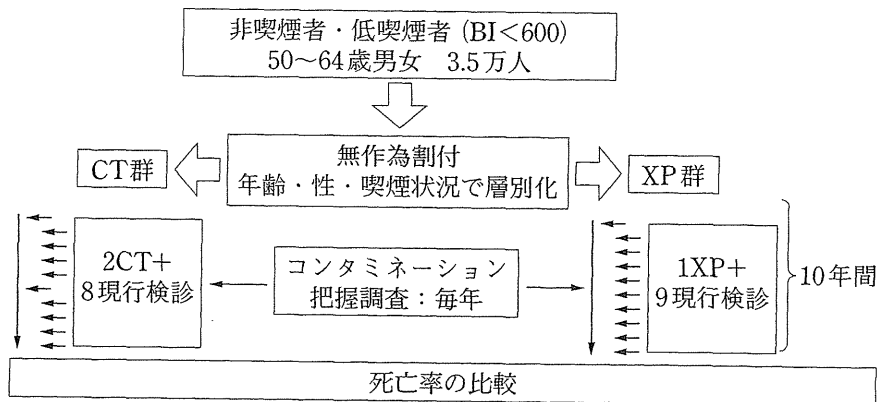 非喫煙者・低喫煙者 (BI<600)
50〜64歳男女　3.5万人
無作為割付
年齢・性・喫煙状況で層別化
CT群
XP群
2CT+
8現行検診
コンタミネーション
把握調査：毎年
1XP+
9現行検診
10年間
死亡率の比較